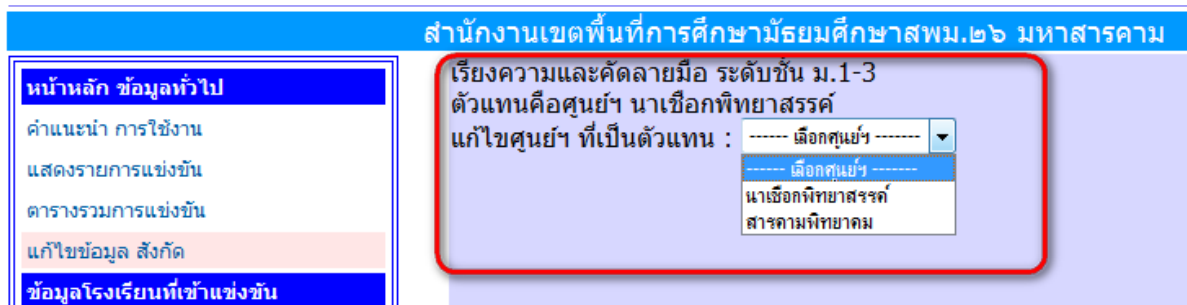 สำนักงานเขตพื้นที่การศึกษามัธยมศึกษาสพม.๒๖ มหาสารคาม
หน้าหลัก ข้อมูลทั่วไป
คำแนะนำ การใช้งาน
แสดงรายการแข่งขัน
ตารางรวมการแข่งขัน
แก้ไขข้อมูล สังกัด
ข้อมูลโรงเรียนที่เข้าแข่งขัน
เรียงความและคัดลายมือ ระดับชั้น ม.1-3
ตัวแทนคือศูนย์ฯ นาเชือกพิทยาสรรค์
แก้ไขศูนย์ฯ ที่เป็นตัวแทน : ------ เลือกศูนย์ฯ -------
------ เลือกศูนย์ฯ -------
นาเชือกพิทยาสรรค์
สารคามพิทยาคม